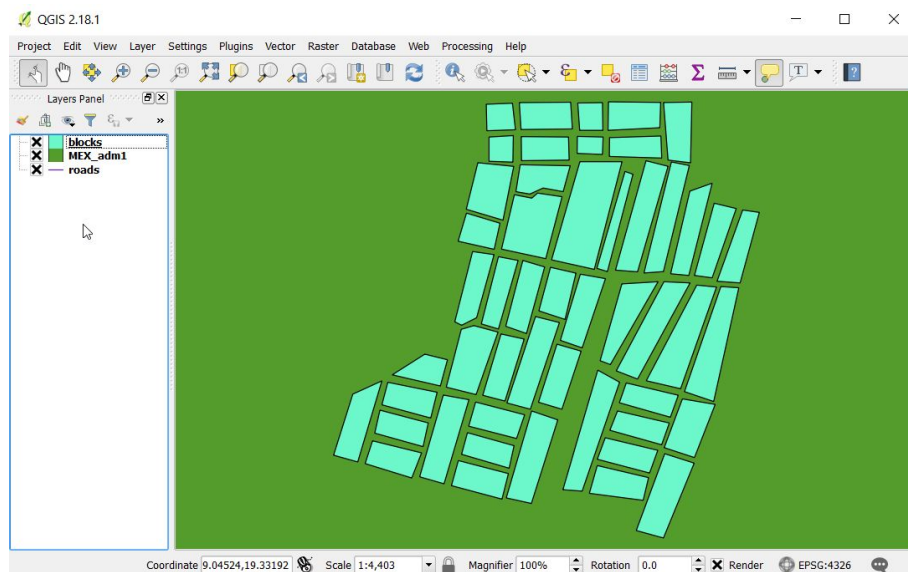 QGIS 2.18.1
Project Edit View Layer Settings Plugins Vector Raster Database Web Processing Help
Layers Panel
blocks
MEX_adm1
roads
Coordinate 9.04524,19.33192 Scale 1:4,403 Magnifier 100% Rotation 0.0 Render EPSG:4326